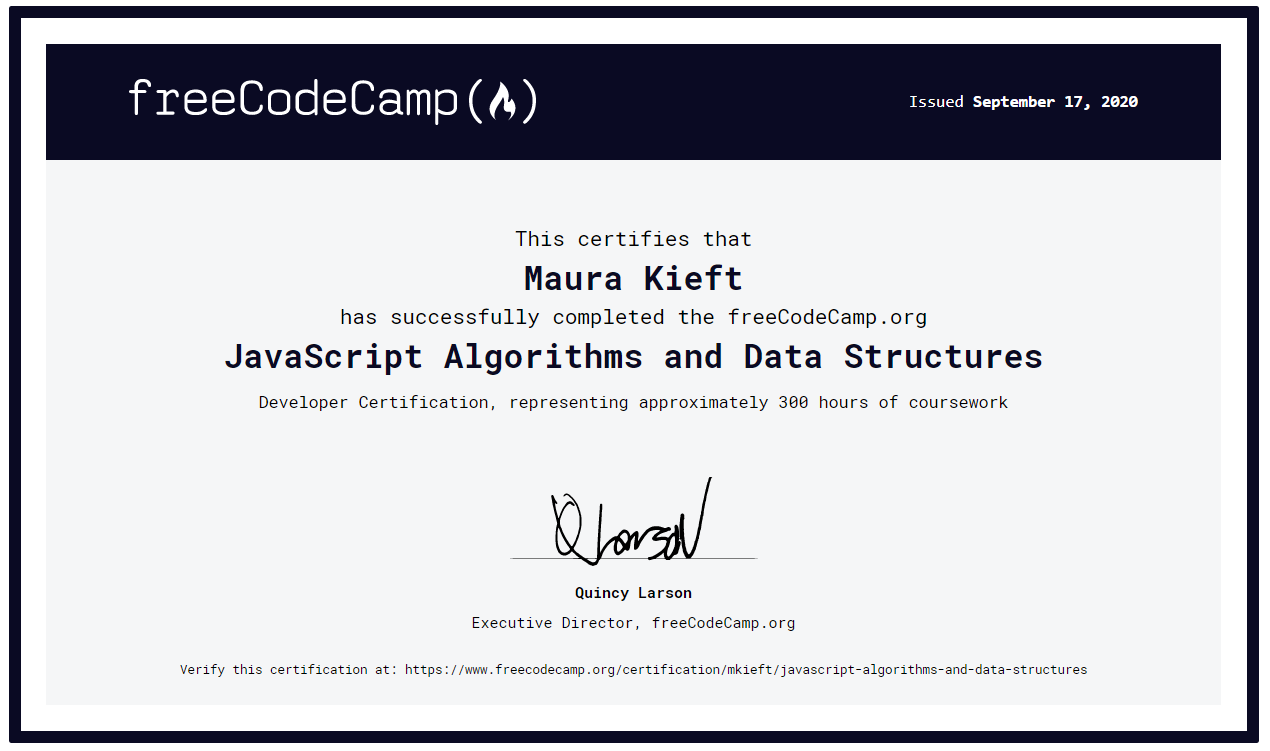 freeCodeCamp(🔥)
Issued September 17, 2020
This certifies that
Maura Kieft
has successfully completed the freeCodeCamp.org
JavaScript Algorithms and Data Structures
Developer Certification, representing approximately 300 hours of coursework
Q Larson
Quincy Larson
Executive Director, freeCodeCamp.org
Verify this certification at: https://www.freecodecamp.org/certification/mkieft/javascript-algorithms-and-data-structures